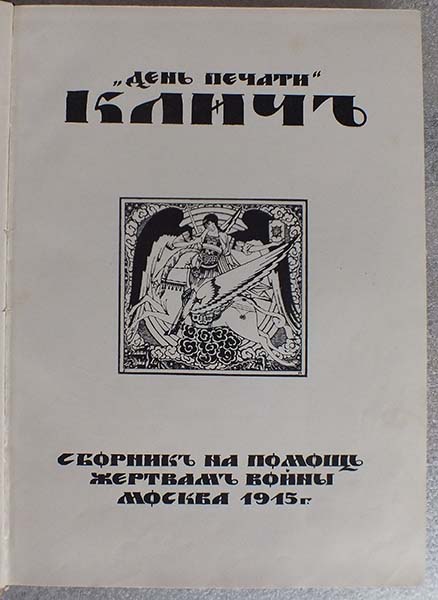 „ДЕНЬ ПЕЧАТИ“
КЛИЧЪ
СБОРНИКЪ НА ПОМОЩЬ
ЖЕРТВАМЪ ВОЙНЫ
МОСКВА 1915 г.